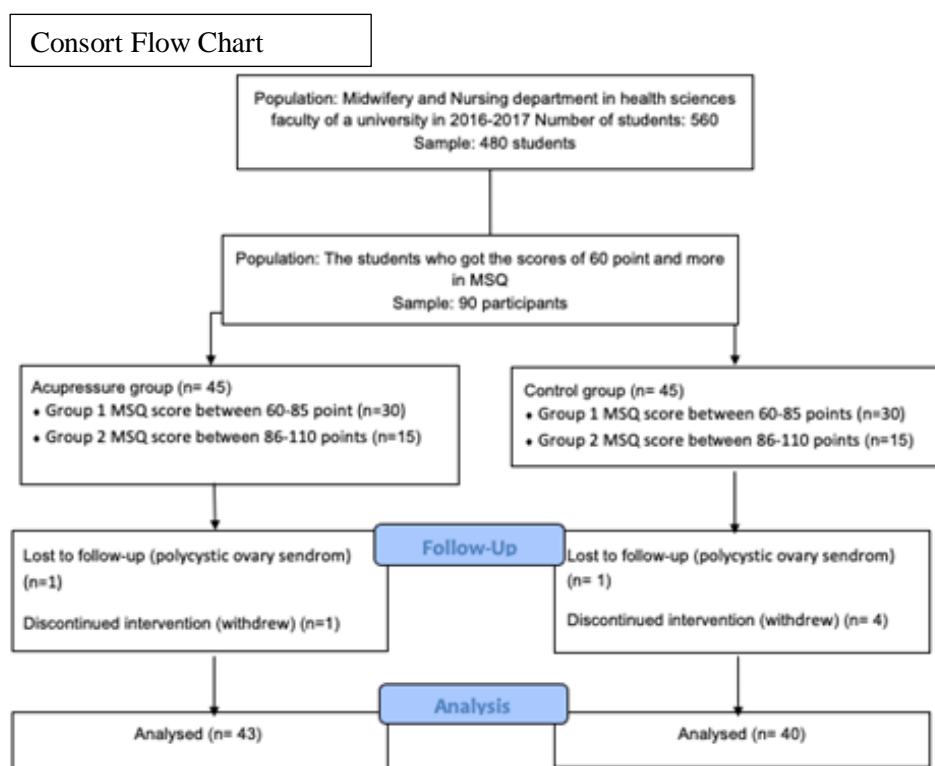 Consort Flow Chart
Population: Midwifery and Nursing department in health sciences
faculty of a university in 2016-2017 Number of students: 560
Sample: 480 students
Population: The students who got the scores of 60 point and more
in MSQ
Sample: 90 participants
Acupressure group (n= 45)
• Group 1 MSQ score between 60-85 point (n=30)
• Group 2 MSQ score between 86-110 points (n=15)
Control group (n= 45)
• Group 1 MSQ score between 60-85 points (n=30)
• Group 2 MSQ score between 86-110 points (n=15)
Follow-Up
Lost to follow-up (polycystic ovary sendrom)
(n=1)
Discontinued intervention (withdrew) (n=1)
Lost to follow-up (polycystic ovary sendrom)
(n= 1)
Discontinued intervention (withdrew) (n= 4)
Analysis
Analysed (n= 43)
Analysed (n= 40)